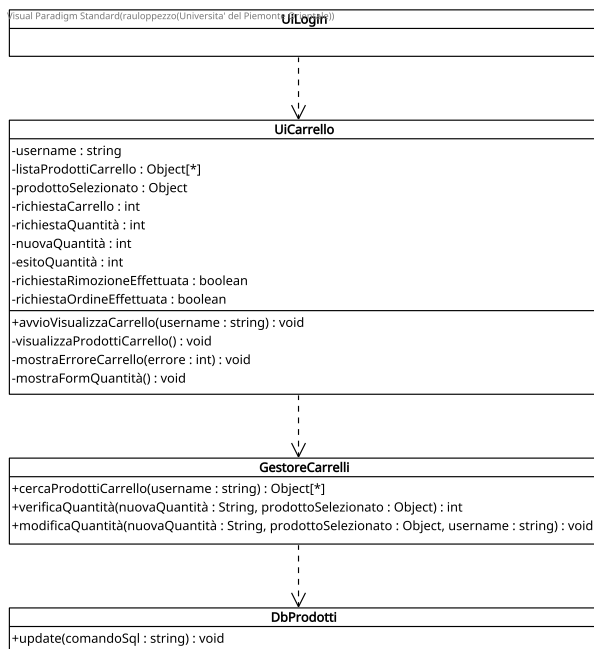 Visual Paradigm Standard(rauloppezzo(Universita' del Piemonte Orientale))
UiLogin
UiCarrello
-username : string
-listaProdottiCarrello : Object[*]
-prodottoSelezionato : Object
-richiestaCarrello : int
-richiestaQuantità : int
-nuovaQuantità : int
-esitoQuantità : int
-richiestaRimozioneEffettuata : boolean
-richiestaOrdineEffettuata : boolean
+avvioVisualizzaCarrello(username : string) : void
-visualizzaProdottiCarrello() : void
-mostraErroreCarrello(errore : int) : void
-mostraFormQuantità() : void
GestoreCarrelli
+cercaProdottiCarrello(username : string) : Object[*]
+verificaQuantità(nuovaQuantità : String, prodottoSelezionato : Object) : int
+modificaQuantità(nuovaQuantità : String, prodottoSelezionato : Object, username : string) : void
DbProdotti
+update(comandoSql : string) : void